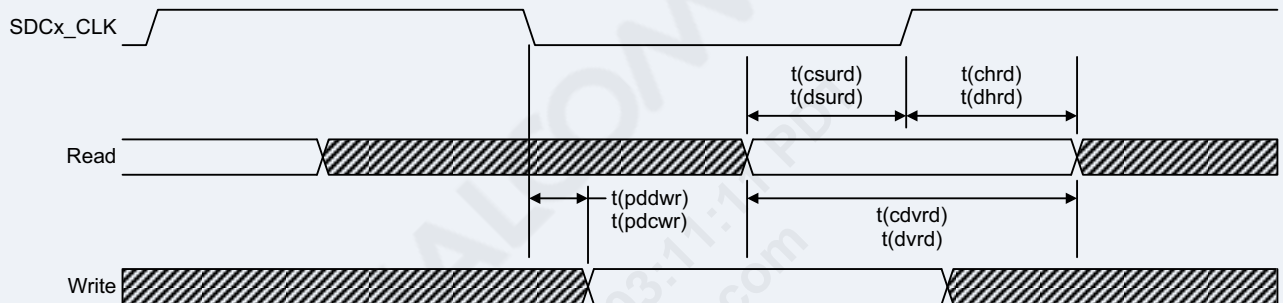 SDCx_CLK
t(csurd)
t(dsurd)
t(chrd)
t(dhrd)
Read
t(pddwr)
t(pdcwr)
t(cdvrd)
t(dvrd)
Write